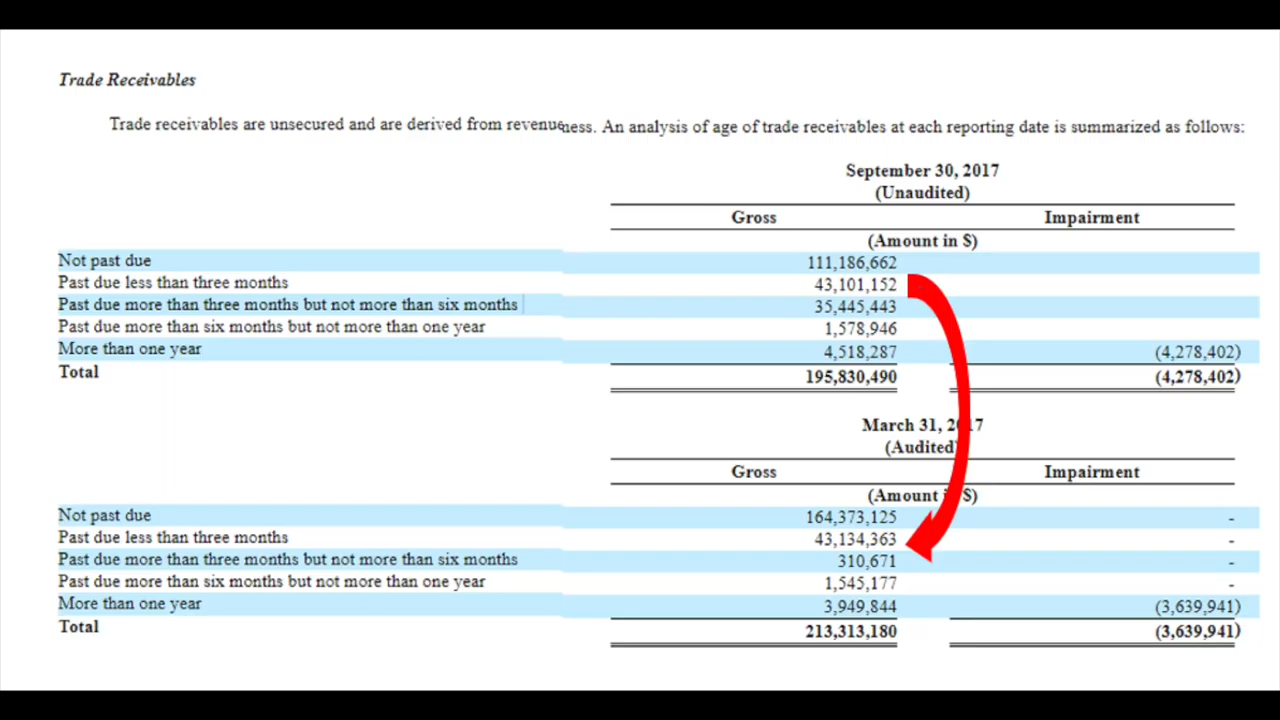 Trade Receivables
Trade receivables are unsecured and are derived from revenue ness. An analysis of age of trade receivables at each reporting date is summarized as follows:
September 30, 2017
(Unaudited)
Gross Impairment
(Amount in $)
Not past due 111,186,662
Past due less than three months 43,101,152
Past due more than three months but not more than six months 35,445,443
Past due more than six months but not more than one year 1,578,946
More than one year 4,518,287 (4,278,402)
Total 195,830,490 (4,278,402)
March 31, 2017
(Audited)
Gross Impairment
(Amount in $)
Not past due 164,373,125 -
Past due less than three months 43,134,363 -
Past due more than three months but not more than six months 310,671 -
Past due more than six months but not more than one year 1,545,177 -
More than one year 3,949,844 (3,639,941)
Total 213,313,180 (3,639,941)